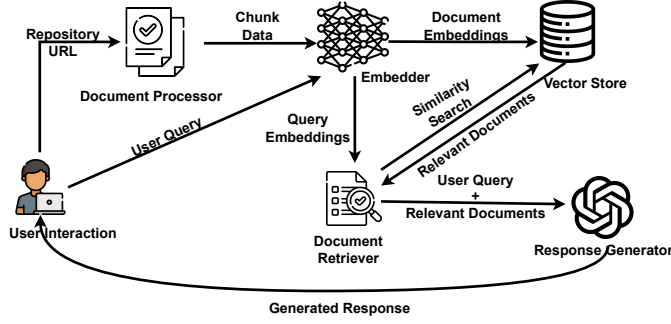 Repository
URL
Chunk
Data
Document
Embeddings
Document Processor
Embedder
Vector Store
User Query
Query
Embeddings
Similarity
Search
Relevant Documents
User Query
+
Relevant Documents
User Interaction
Document
Retriever
Response Generator
Generated Response